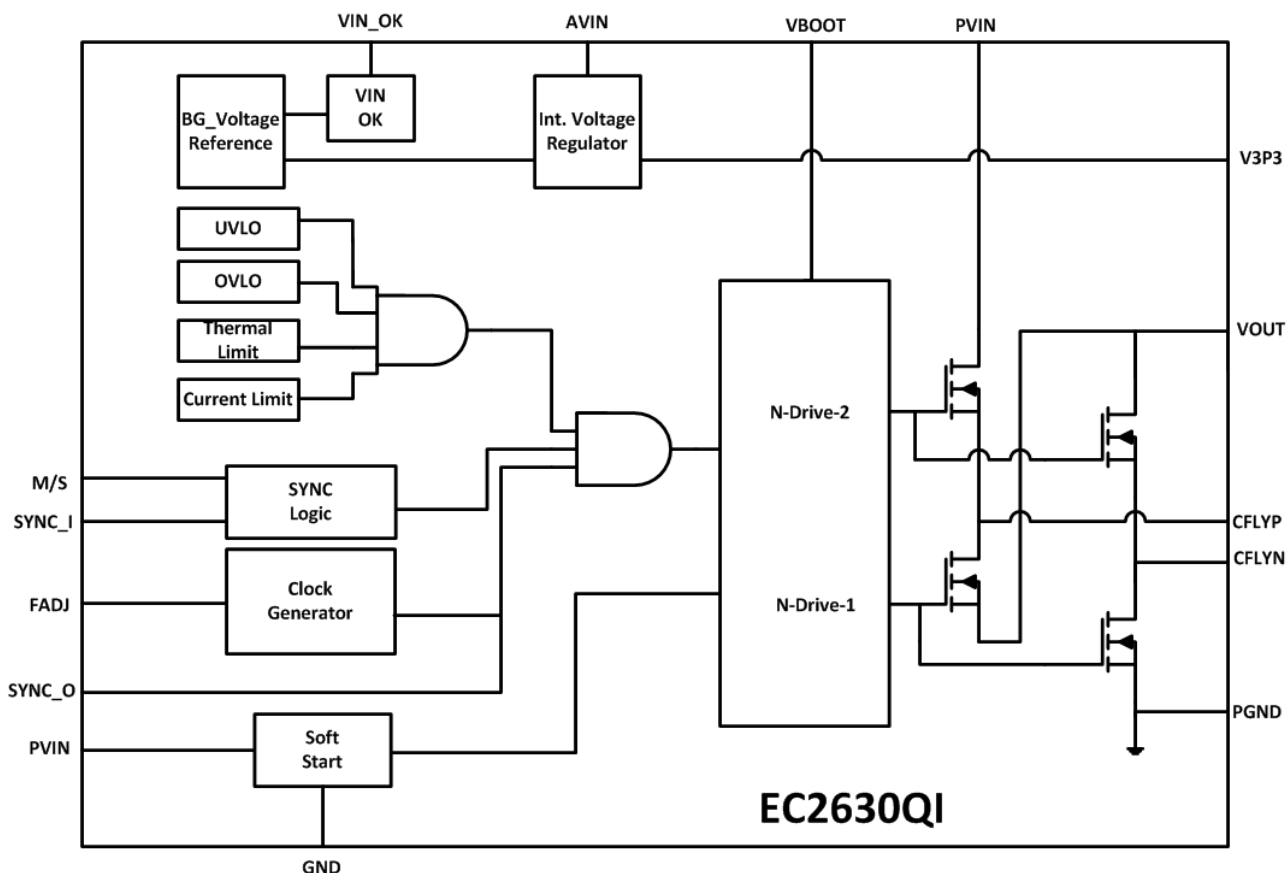 VIN_OK
AVIN
VBOOT
PVIN
BG_Voltage
Reference
VIN
OK
Int. Voltage
Regulator
V3P3
UVLO
OVLO
Thermal
Limit
Current Limit
VOUT
N-Drive-2
M/S
SYNC_I
SYNC
Logic
CFLYP
CFLYN
FADJ
Clock
Generator
N-Drive-1
SYNC_O
PGND
PVIN
Soft
Start
EC2630QI
GND